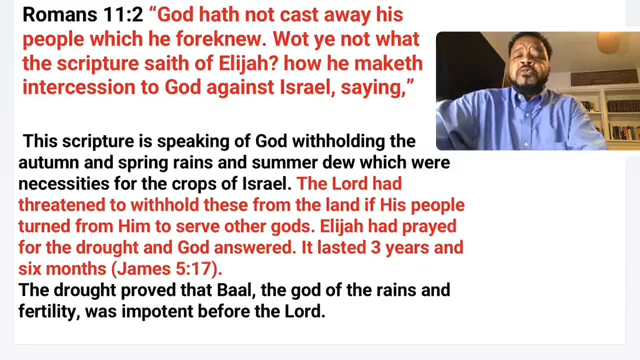 Romans 11:2 “God hath not cast away his
people which he foreknew. Wot ye not what
the scripture saith of Elijah? how he maketh
intercession to God against Israel, saying,”
This scripture is speaking of God withholding the
autumn and spring rains and summer dew which were
necessities for the crops of Israel. The Lord had
threatened to withhold these from the land if His people
turned from Him to serve other gods. Elijah had prayed
for the drought and God answered. It lasted 3 years and
six months (James 5:17).
The drought proved that Baal, the god of the rains and
fertility, was impotent before the Lord.